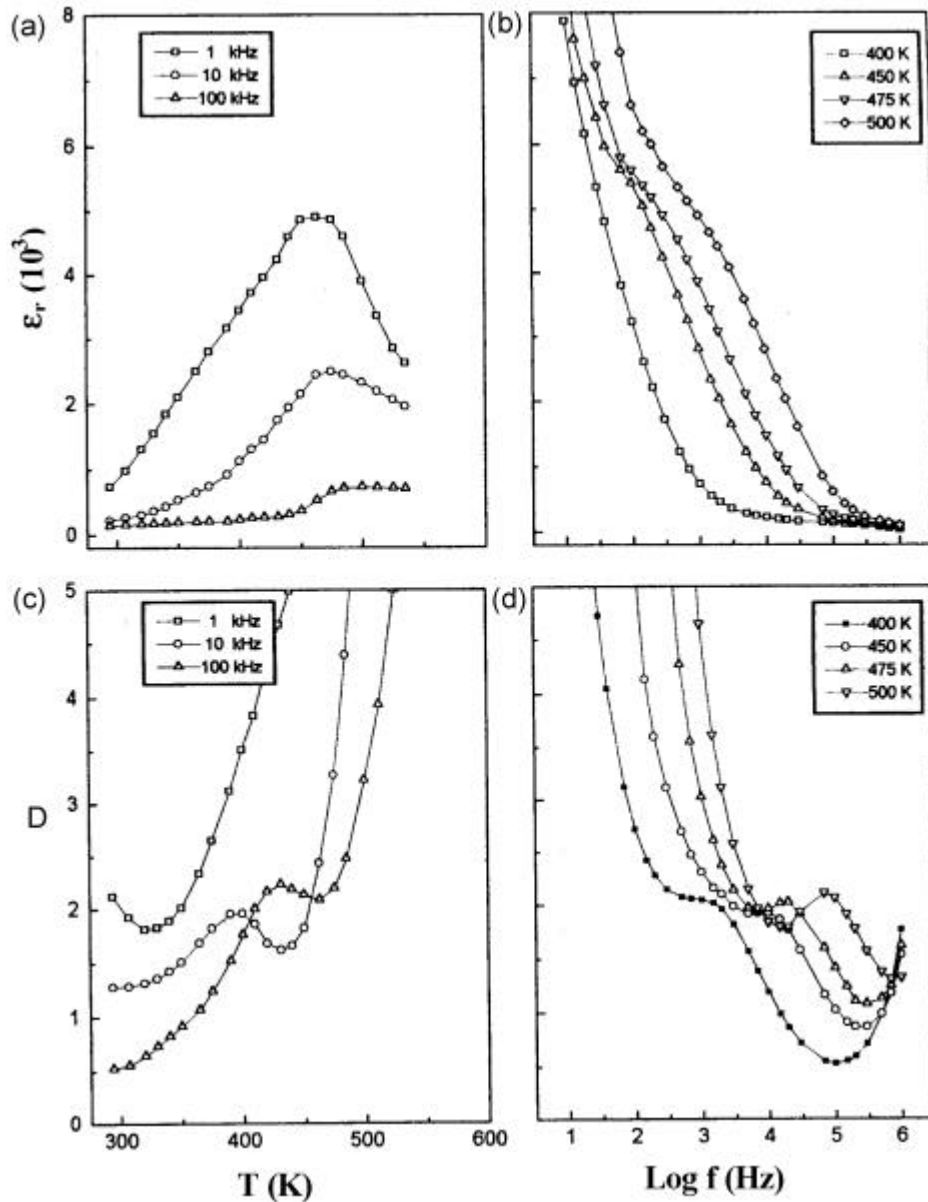 (a)
8
6
4
2
0
εr (10³)
1 kHz
10 kHz
100 kHz
(b)
400 K
450 K
475 K
500 K
(c)
5
4
3
2
1
0
D
1 kHz
10 kHz
100 kHz
300 400 500 600
T (K)
(d)
400 K
450 K
475 K
500 K
1 2 3 4 5 6
Log f (Hz)